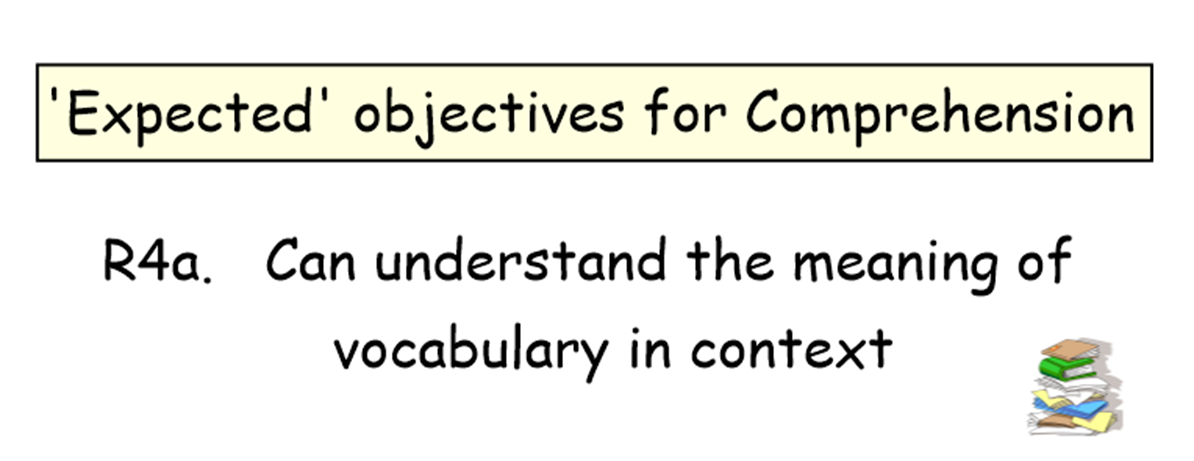 'Expected' objectives for Comprehension
R4a. Can understand the meaning of
vocabulary in context